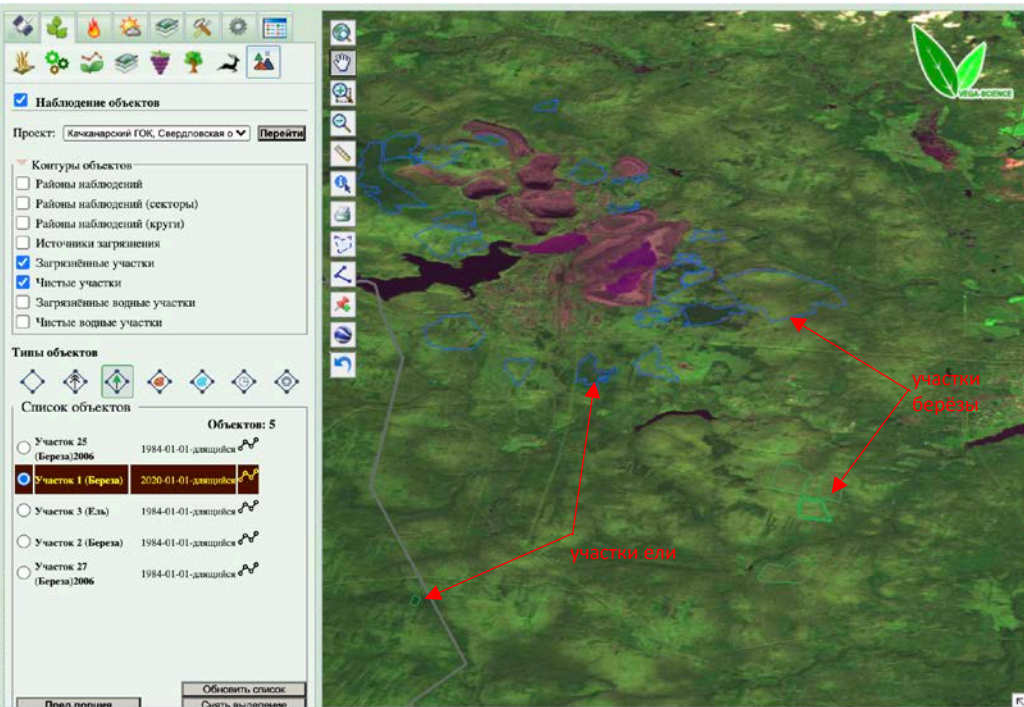 Наблюдение объектов
Проект: Качканарский ГОК, Свердловская о Перейти
Контуры объектов
Районы наблюдений
Районы наблюдений (секторы)
Районы наблюдений (круги)
Источники загрязнения
Загрязнённые участки
Чистые участки
Загрязнённые водные участки
Чистые водные участки
Типы объектов
Список объектов
Объектов: 5
Участок 25
(Береза)2006
1984-01-01-длящийся
Участок 1 (Береза) 2020-01-01-длящийся
Участок 3 (Ель) 1984-01-01-длящийся
Участок 2 (Береза) 1984-01-01-длящийся
Участок 27
(Береза)2006
1984-01-01-длящийся
Обновить список
Пред порция
Снять выделение
VEGA-SCIENCE
участки
берёзы
участки ели